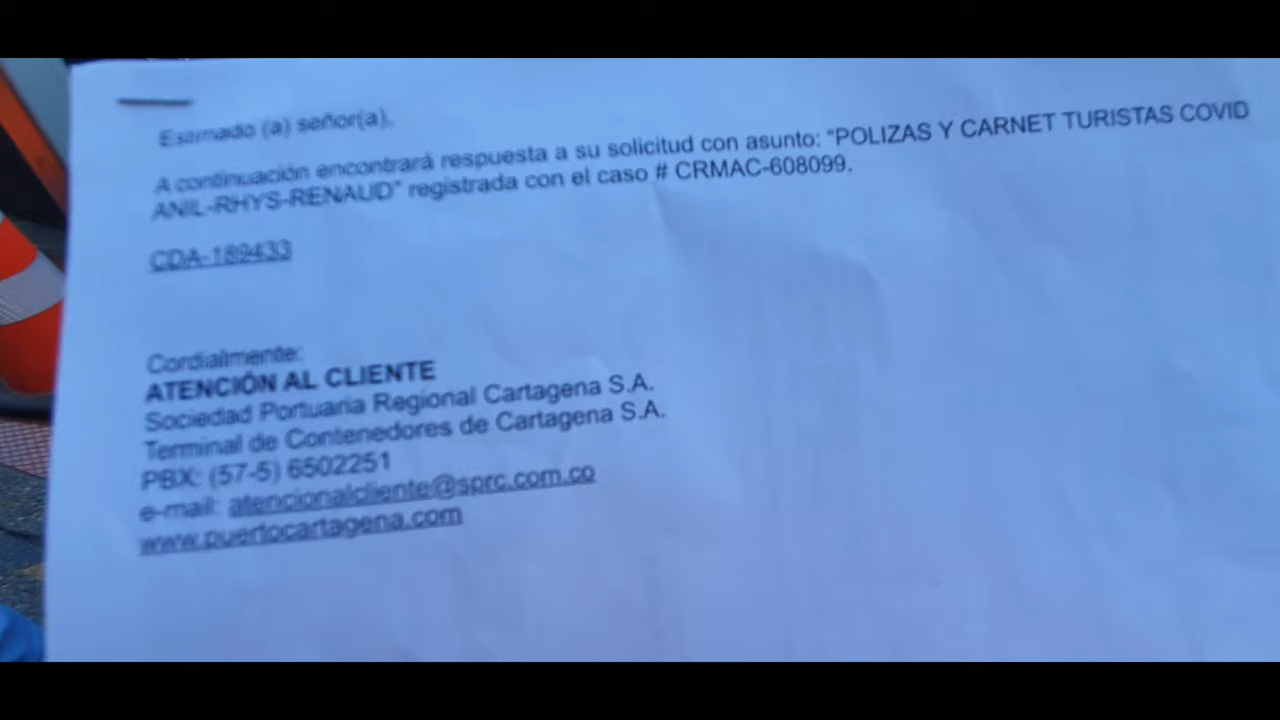 Estimado (a) señor(a),
A continuación encontrará respuesta a su solicitud con asunto: "POLIZAS Y CARNET TURISTAS COVID
ANIL-RHYS-RENAUD" registrada con el caso # CRMAC-608099.
CDA-189433
Cordialmente:
ATENCIÓN AL CLIENTE
Sociedad Portuaria Regional Cartagena S.A.
Terminal de Contenedores de Cartagena S.A.
PBX: (57-5) 6502251
e-mail: atencionalcliente@sprc.com.co
www.puertocartagena.com